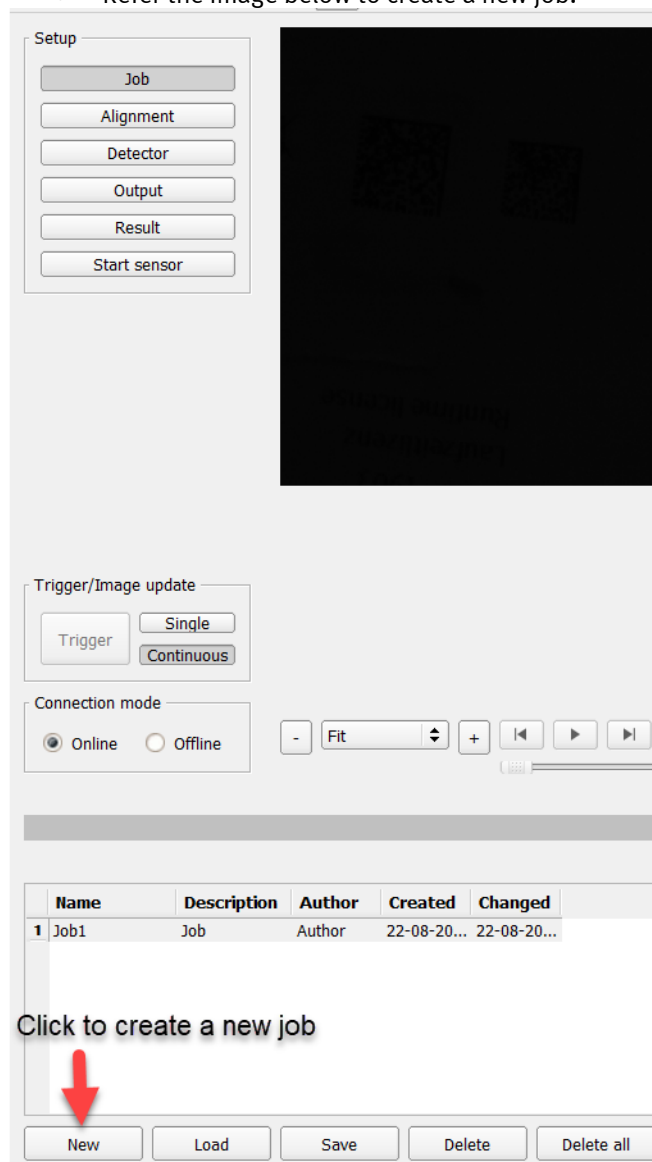 Refer the image below to create a new job.
Setup
Job
Alignment
Detector
Output
Result
Start sensor
Runtime license
Trigger/Image update
Trigger
Single
Continuous
Connection mode
Online
Offline
-
Fit
+
Name Description Author Created Changed
1 Job1 Job Author 22-08-20... 22-08-20...
Click to create a new job
New
Load
Save
Delete
Delete all